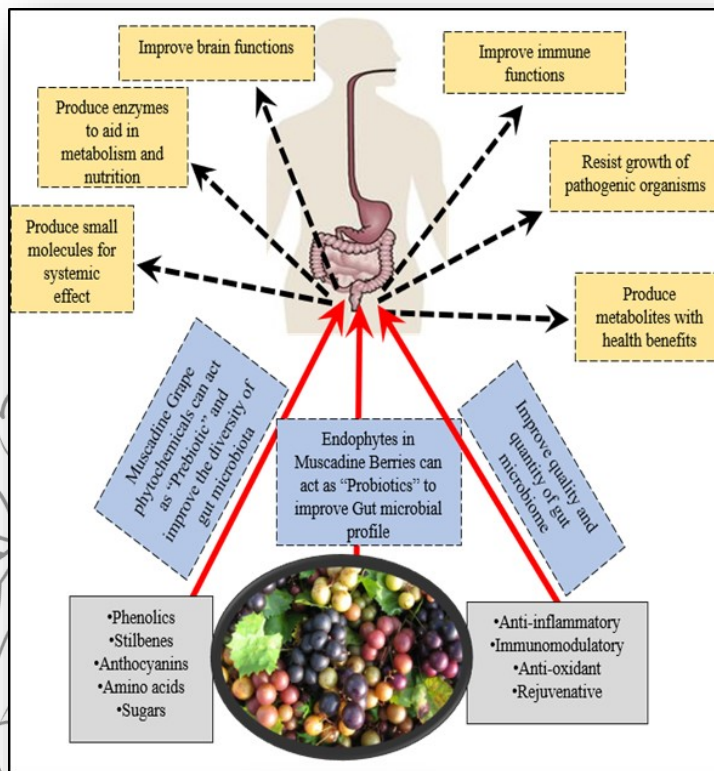 Improve brain functions
Improve immune
functions
Produce enzymes
to aid in
metabolism and
nutrition
Resist growth of
pathogenic organisms
Produce small
molecules for
systemic
effect
Produce
metabolites with
health benefits
Muscadine Grape
phytochemicals can act
as “Prebiotic” and
improve the diversity of
gut microbiota
Endophytes in
Muscadine Berries can
act as “Probiotics” to
improve Gut microbial
profile
Improve quality and
quantity of gut
microbiome
•Phenolics
•Stilbenes
•Anthocyanins
•Amino acids
•Sugars
•Anti-inflammatory
•Immunomodulatory
•Anti-oxidant
•Rejuvenative